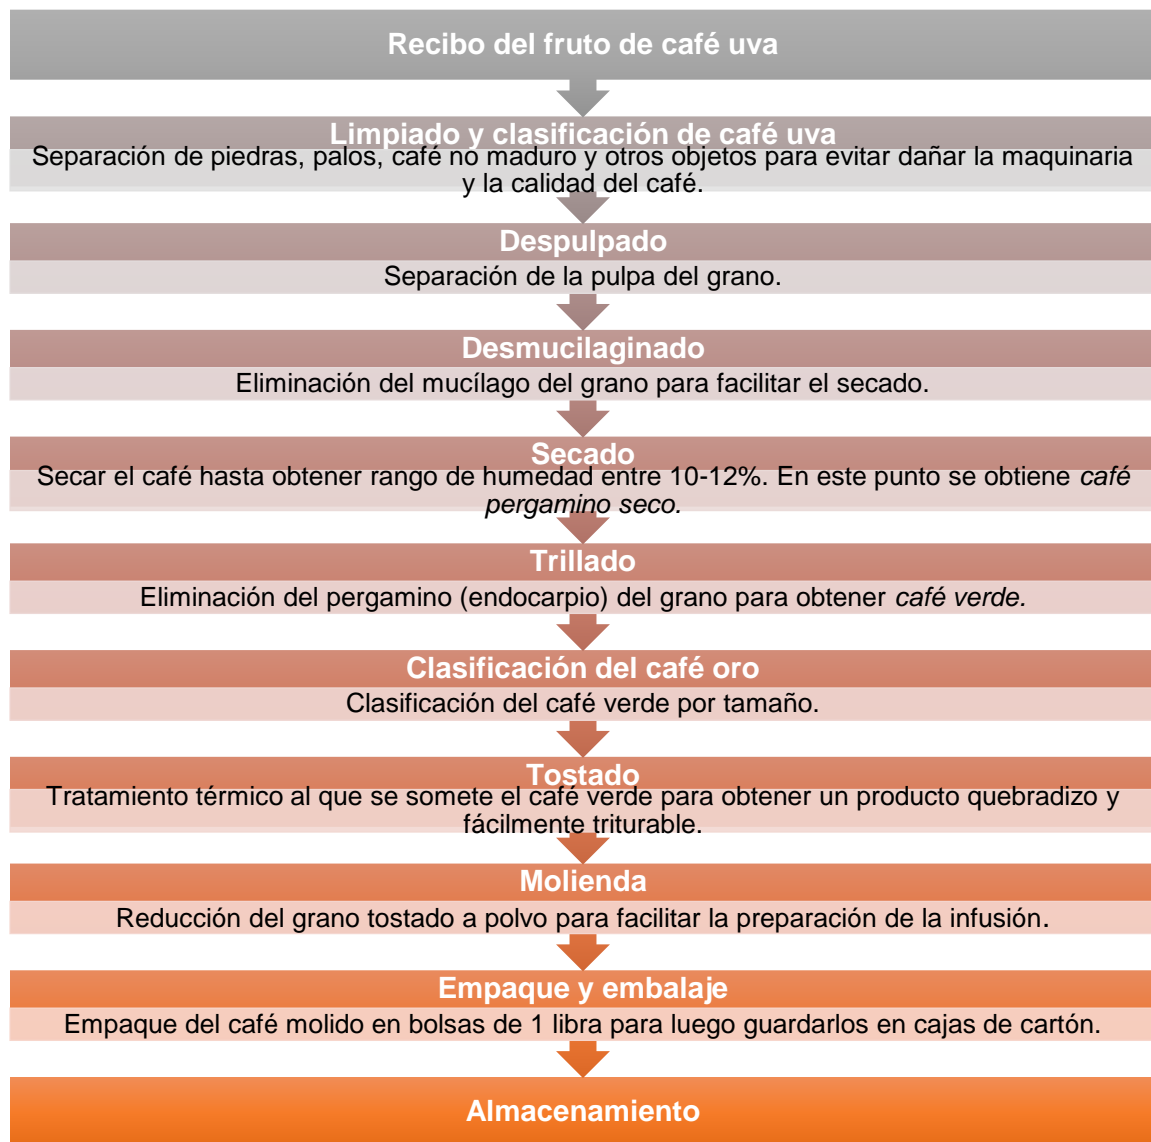 Recibo del fruto de café uva
Limpiado y clasificación de café uva
Separación de piedras, palos, café no maduro y otros objetos para evitar dañar la maquinaria
y la calidad del café.
Despulpado
Separación de la pulpa del grano.
Desmucilaginado
Eliminación del mucílago del grano para facilitar el secado.
Secado
Secar el café hasta obtener rango de humedad entre 10-12%. En este punto se obtiene café
pergamino seco.
Trillado
Eliminación del pergamino (endocarpio) del grano para obtener café verde.
Clasificación del café oro
Clasificación del café verde por tamaño.
Tostado
Tratamiento térmico al que se somete el café verde para obtener un producto quebradizo y
fácilmente triturable.
Molienda
Reducción del grano tostado a polvo para facilitar la preparación de la infusión.
Empaque y embalaje
Empaque del café molido en bolsas de 1 libra para luego guardarlos en cajas de cartón.
Almacenamiento